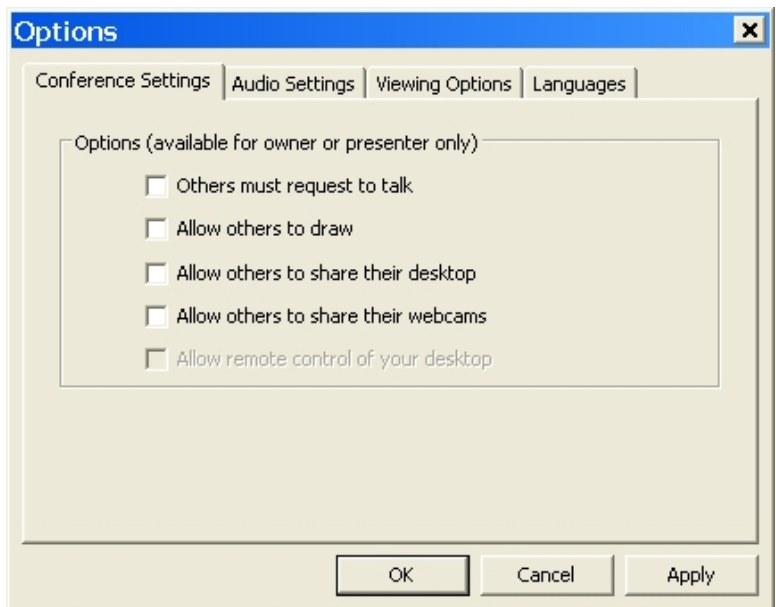 Options
Conference Settings Audio Settings Viewing Options Languages
Options (available for owner or presenter only)
Others must request to talk
Allow others to draw
Allow others to share their desktop
Allow others to share their webcams
Allow remote control of your desktop
OK Cancel Apply